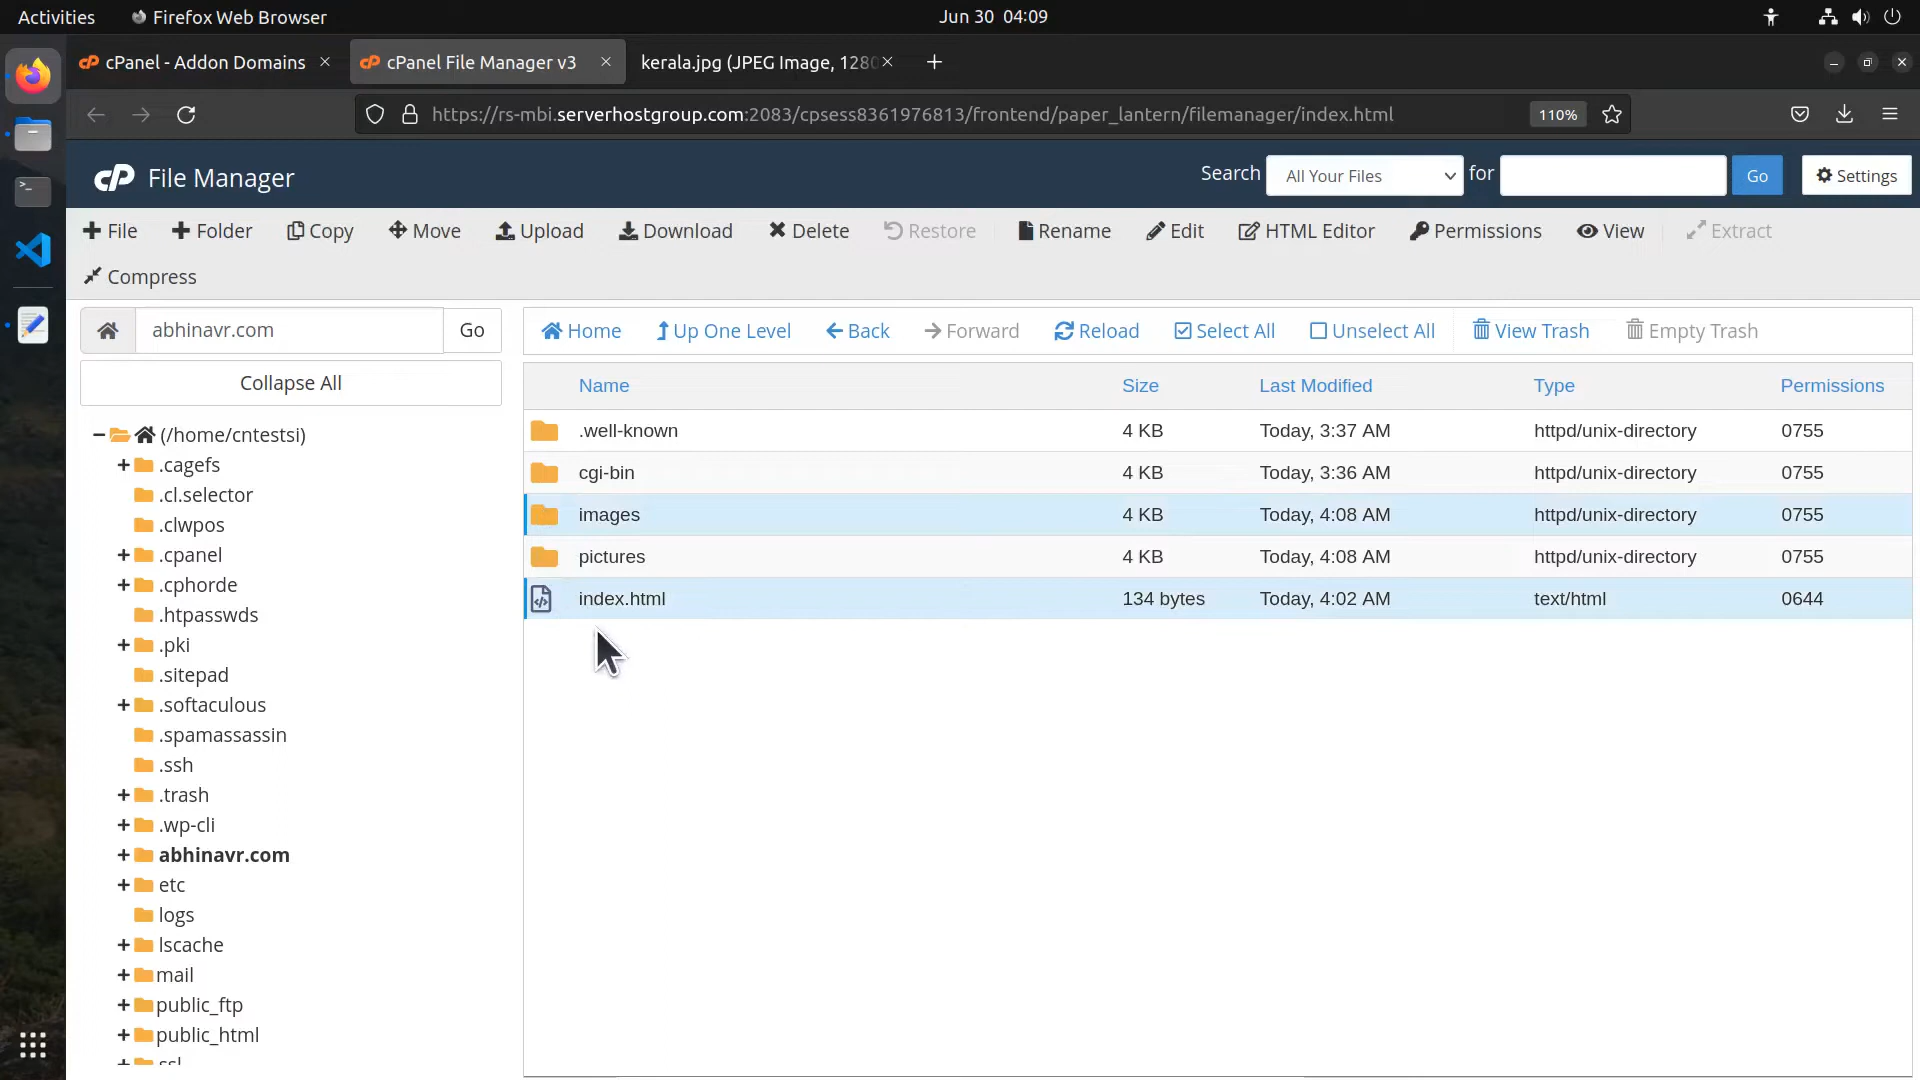 Activities Firefox Web Browser Jun 30 04:09
cPanel - Addon Domains × cPanel File Manager v3 × kerala.jpg (JPEG Image, 1280 ×
https://rs-mbi.serverhostgroup.com:2083/cpsess8361976813/frontend/paper_lantern/filemanager/index.html 110%
cP File Manager Search All Your Files for Go Settings
File Folder Copy Move Upload Download Delete Restore Rename Edit HTML Editor Permissions View Extract
Compress
abhinavr.com Go
Collapse All
(/home/cntestsi)
.cagefs
.cl.selector
.clwpos
.cpanel
.cphorde
.htpasswds
.pki
.sitepad
.softaculous
.spamassassin
.ssh
.trash
.wp-cli
abhinavr.com
etc
logs
lscache
mail
public_ftp
public_html
ssl
Home Up One Level Back Forward Reload Select All Unselect All View Trash Empty Trash
Name Size Last Modified Type Permissions
.well-known 4 KB Today, 3:37 AM httpd/unix-directory 0755
cgi-bin 4 KB Today, 3:36 AM httpd/unix-directory 0755
images 4 KB Today, 4:08 AM httpd/unix-directory 0755
pictures 4 KB Today, 4:08 AM httpd/unix-directory 0755
index.html 134 bytes Today, 4:02 AM text/html 0644